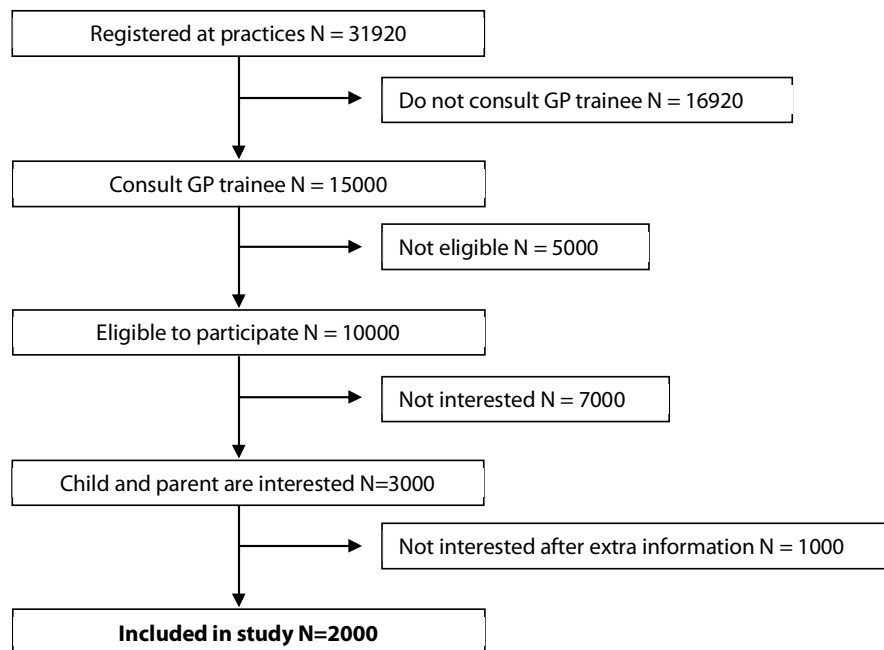 Registered at practices N = 31920
Do not consult GP trainee N = 16920
Consult GP trainee N = 15000
Not eligible N = 5000
Eligible to participate N = 10000
Not interested N = 7000
Child and parent are interested N=3000
Not interested after extra information N = 1000
Included in study N=2000